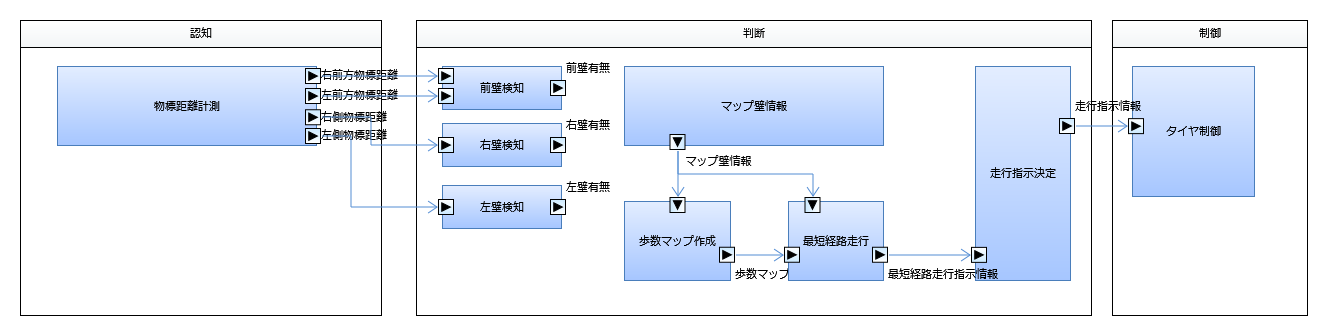 認知
判断
制御
物標距離計測
右前方物標距離
左前方物標距離
右側物標距離
左側物標距離
前壁検知
前壁有無
右壁検知
右壁有無
左壁検知
左壁有無
マップ壁情報
マップ壁情報
歩数マップ作成
歩数マップ
最短経路走行
最短経路走行指示情報
走行指示決定
走行指示情報
タイヤ制御